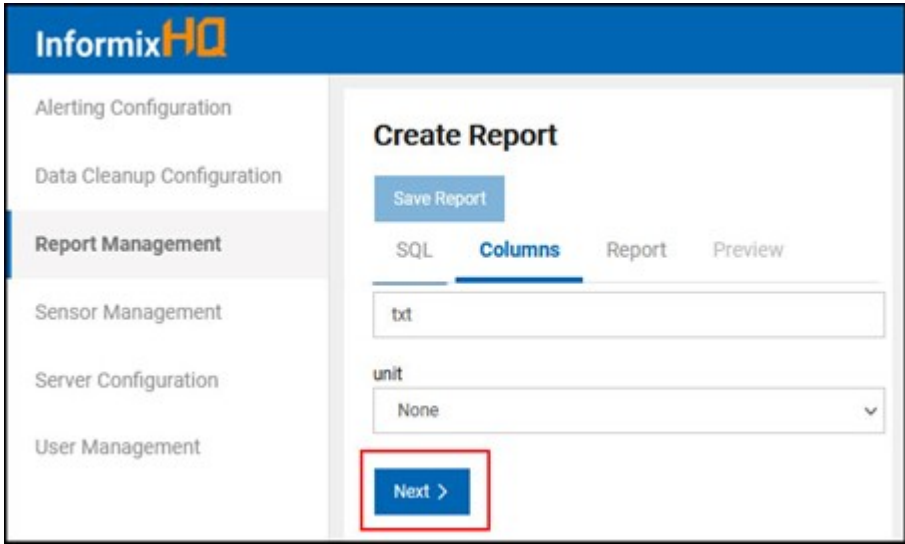 InformixHQ
Alerting Configuration
Data Cleanup Configuration
Report Management
Sensor Management
Server Configuration
User Management
Create Report
Save Report
SQL Columns Report Preview
txt
unit
None
Next >